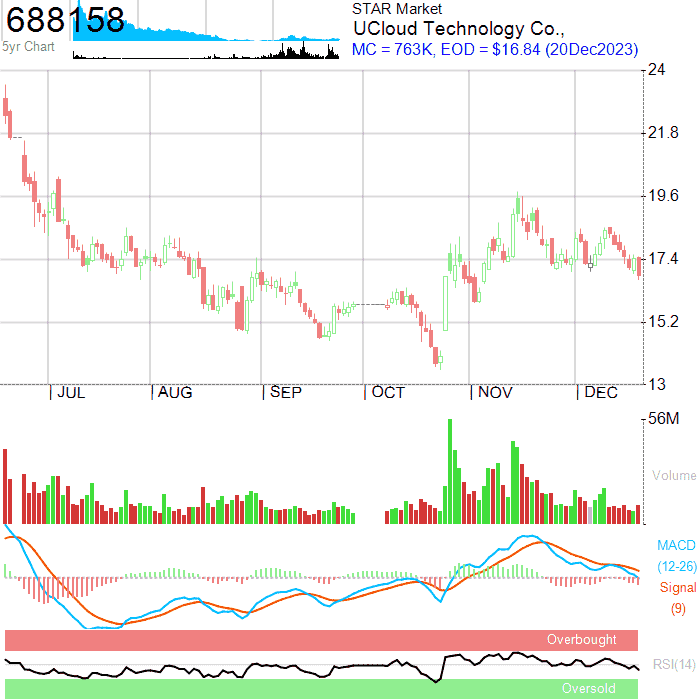 688158
5yr Chart
STAR Market
UCloud Technology Co.,
MC = 763K, EOD = $16.84 (20Dec2023)
24
21.8
19.6
17.4
15.2
13
JUL AUG SEP OCT NOV DEC
56M
Volume
MACD
(12-26)
Signal
(9)
Overbought
RSI(14)
Oversold